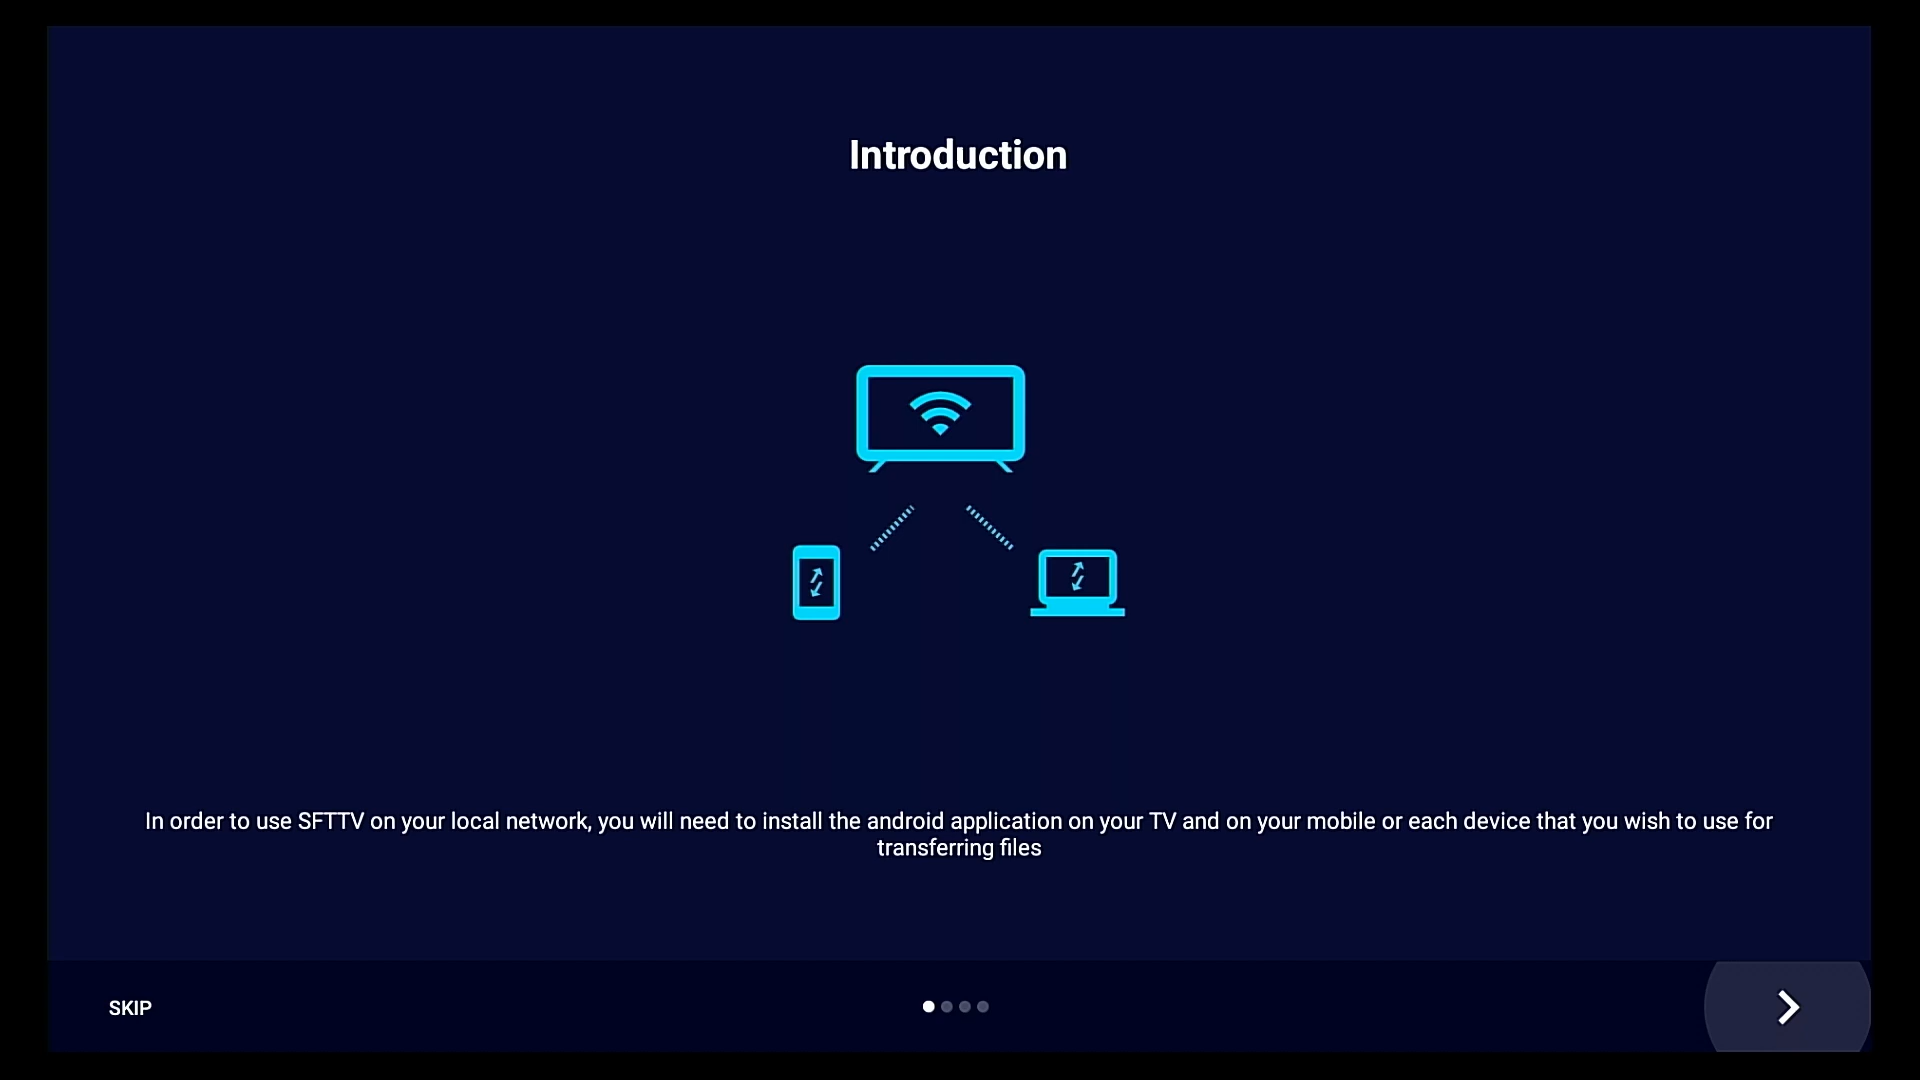 Introduction
In order to use SFTTV on your local network, you will need to install the android application on your TV and on your mobile or each device that you wish to use for
transferring files
SKIP